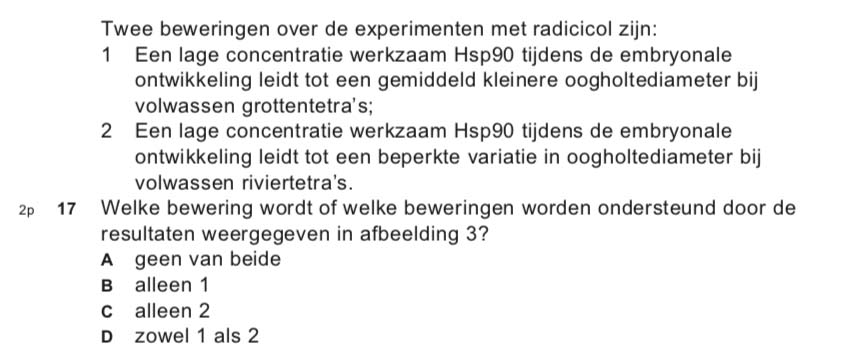 Twee beweringen over de experimenten met radicicol zijn:
1 Een lage concentratie werkzaam Hsp90 tijdens de embryonale
ontwikkeling leidt tot een gemiddeld kleinere oogholtediameter bij
volwassen grottentetra's;
2 Een lage concentratie werkzaam Hsp90 tijdens de embryonale
ontwikkeling leidt tot een beperkte variatie in oogholtediameter bij
volwassen riviertetra's.
2p 17 Welke bewering wordt of welke beweringen worden ondersteund door de
resultaten weergegeven in afbeelding 3?
A geen van beide
B alleen 1
C alleen 2
D zowel 1 als 2